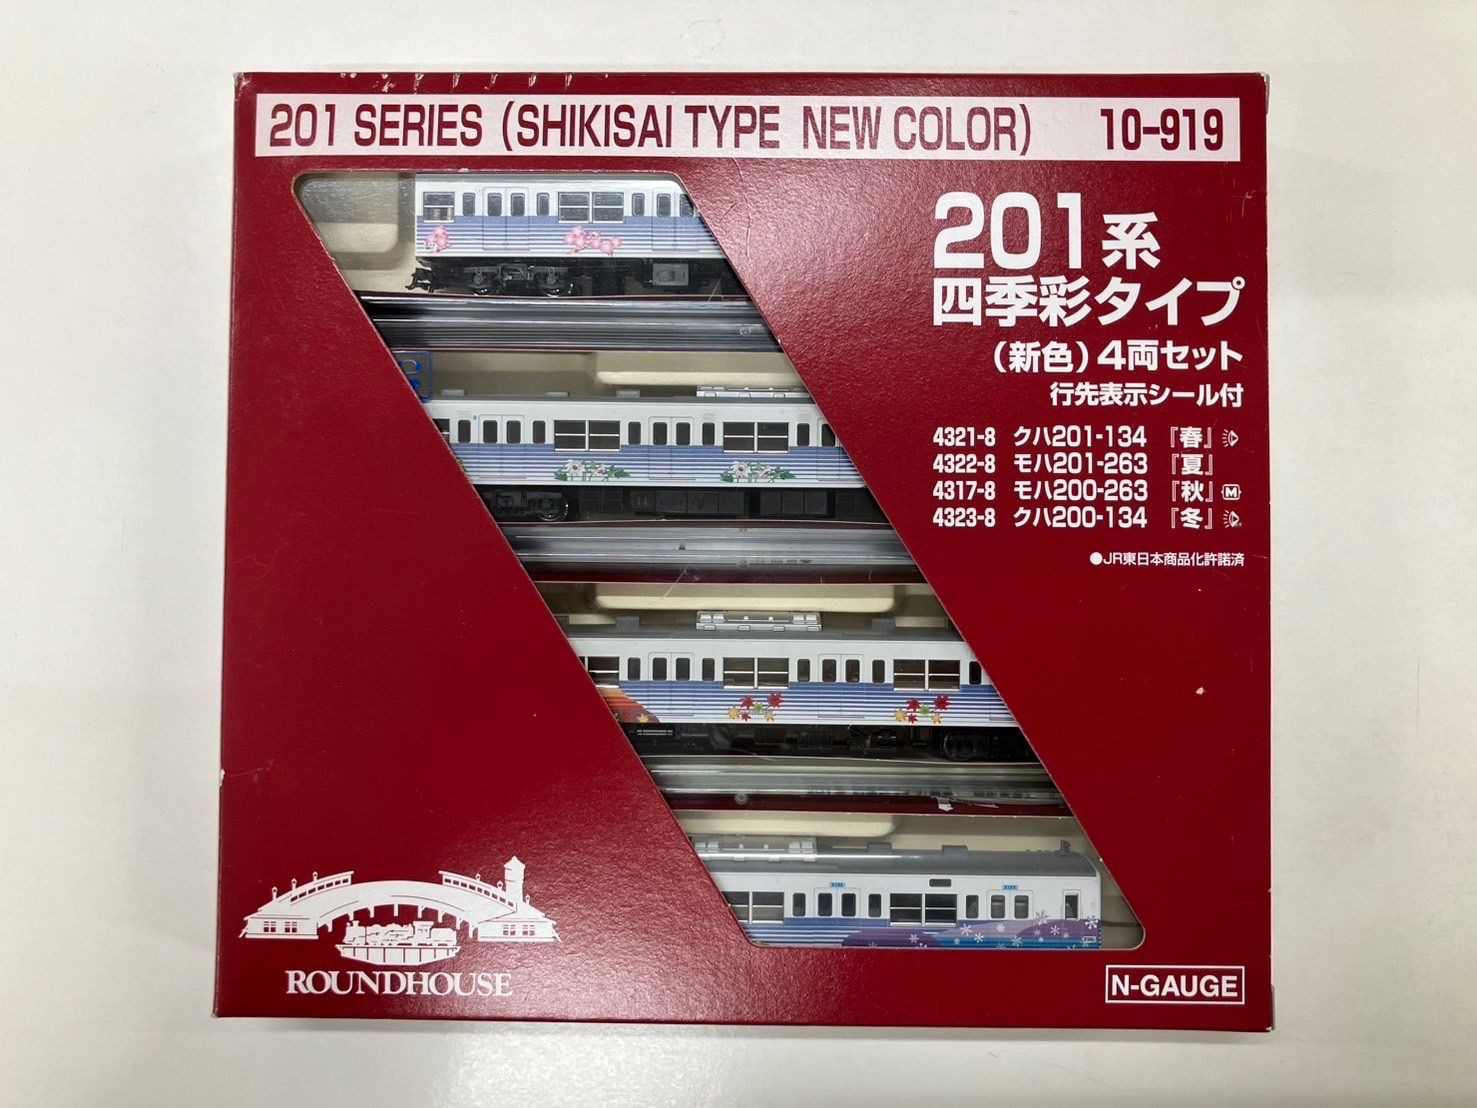 201 SERIES (SHIKISAI TYPE NEW COLOR) 10-919
201系
四季彩タイプ
(新色)4両セット
行先表示シール付
4321-8 クハ201-134 『春』
4322-8 モハ201-263 『夏』
4317-8 モハ200-263 『秋』 M
4323-8 クハ200-134 『冬』
●JR東日本商品化許諾済
ROUNDHOUSE
N-GAUGE